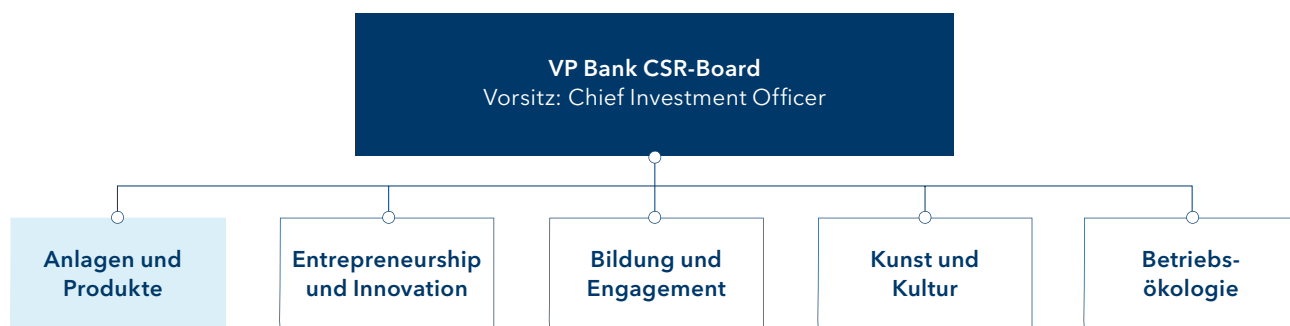 VP Bank CSR-Board
Vorsitz: Chief Investment Officer
Anlagen und
Produkte
Entrepreneurship
und Innovation
Bildung und
Engagement
Kunst und
Kultur
Betriebs-
ökologie